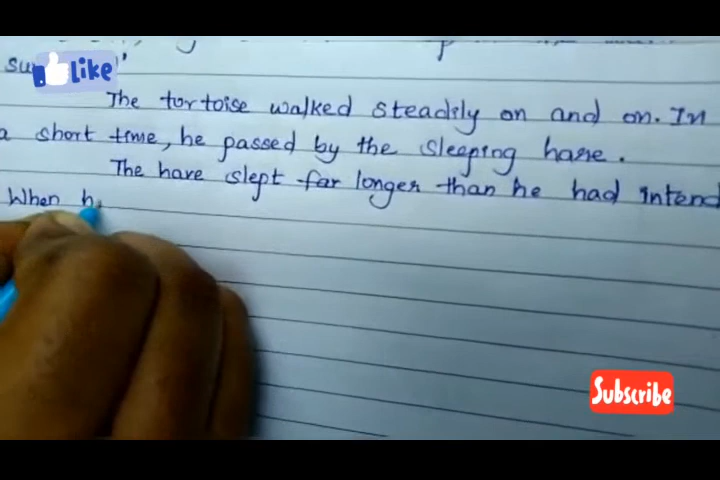 Like
The tortoise walked steadily on and on. In
a short time, he passed by the sleeping hare.
The hare slept far longer than he had intend
When h
Subscribe